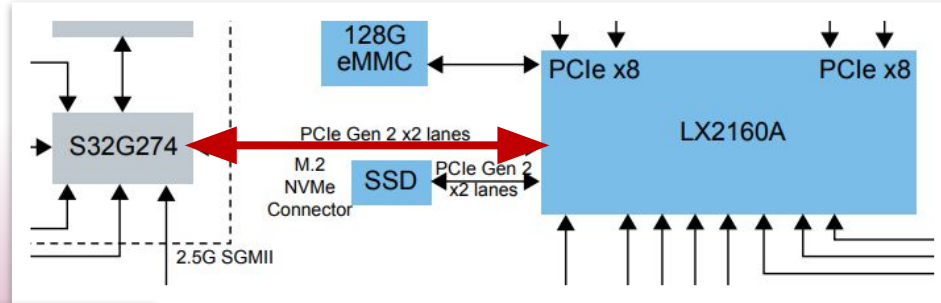 128G
eMMC
PCIe x8
PCIe x8
S32G274
PCIe Gen 2 x2 lanes
LX2160A
M.2
NVMe
Connector
SSD
PCIe Gen 2
x2 lanes
2.5G SGMII